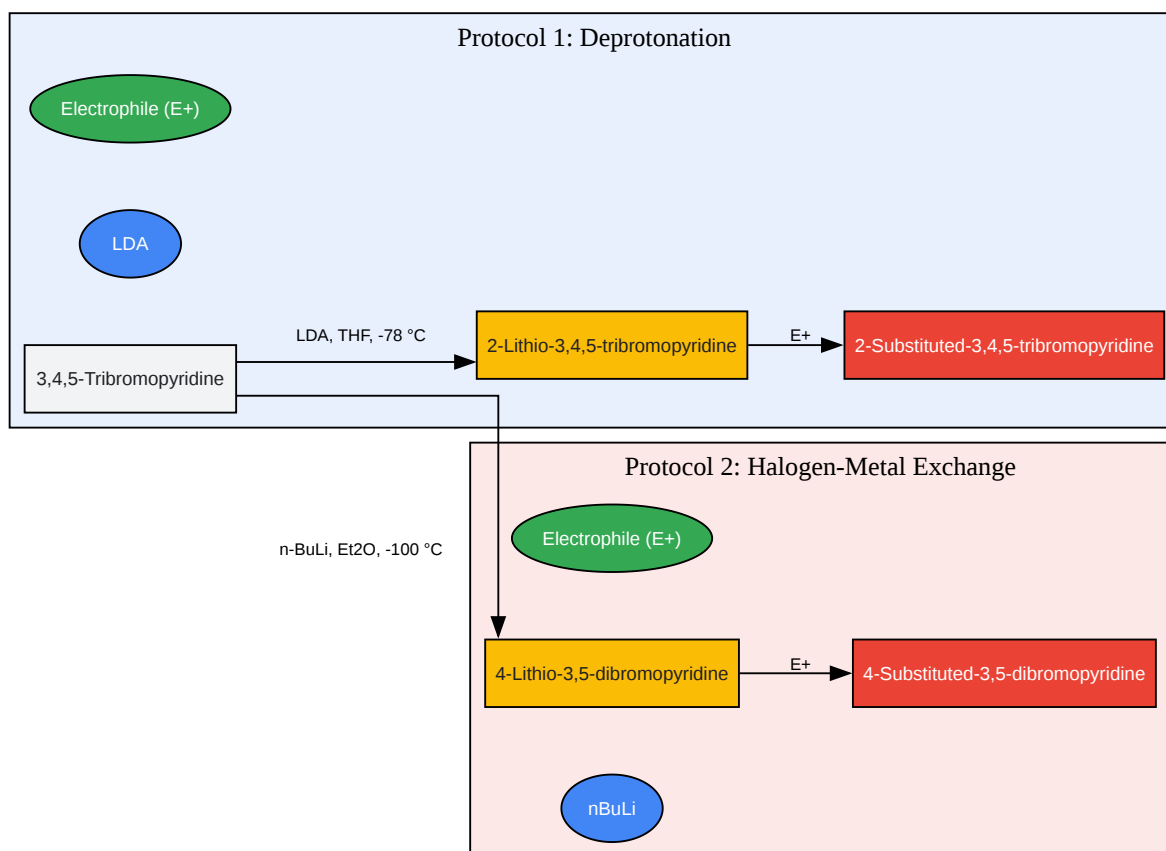 Protocol 1: Deprotonation
Electrophile (E+)
LDA
LDA, THF, -78 °C
3,4,5-Tribromopyridine
2-Lithio-3,4,5-tribromopyridine
E+
2-Substituted-3,4,5-tribromopyridine
Protocol 2: Halogen-Metal Exchange
Electrophile (E+)
n-BuLi, Et2O, -100 °C
4-Lithio-3,5-dibromopyridine
E+
4-Substituted-3,5-dibromopyridine
nBuLi